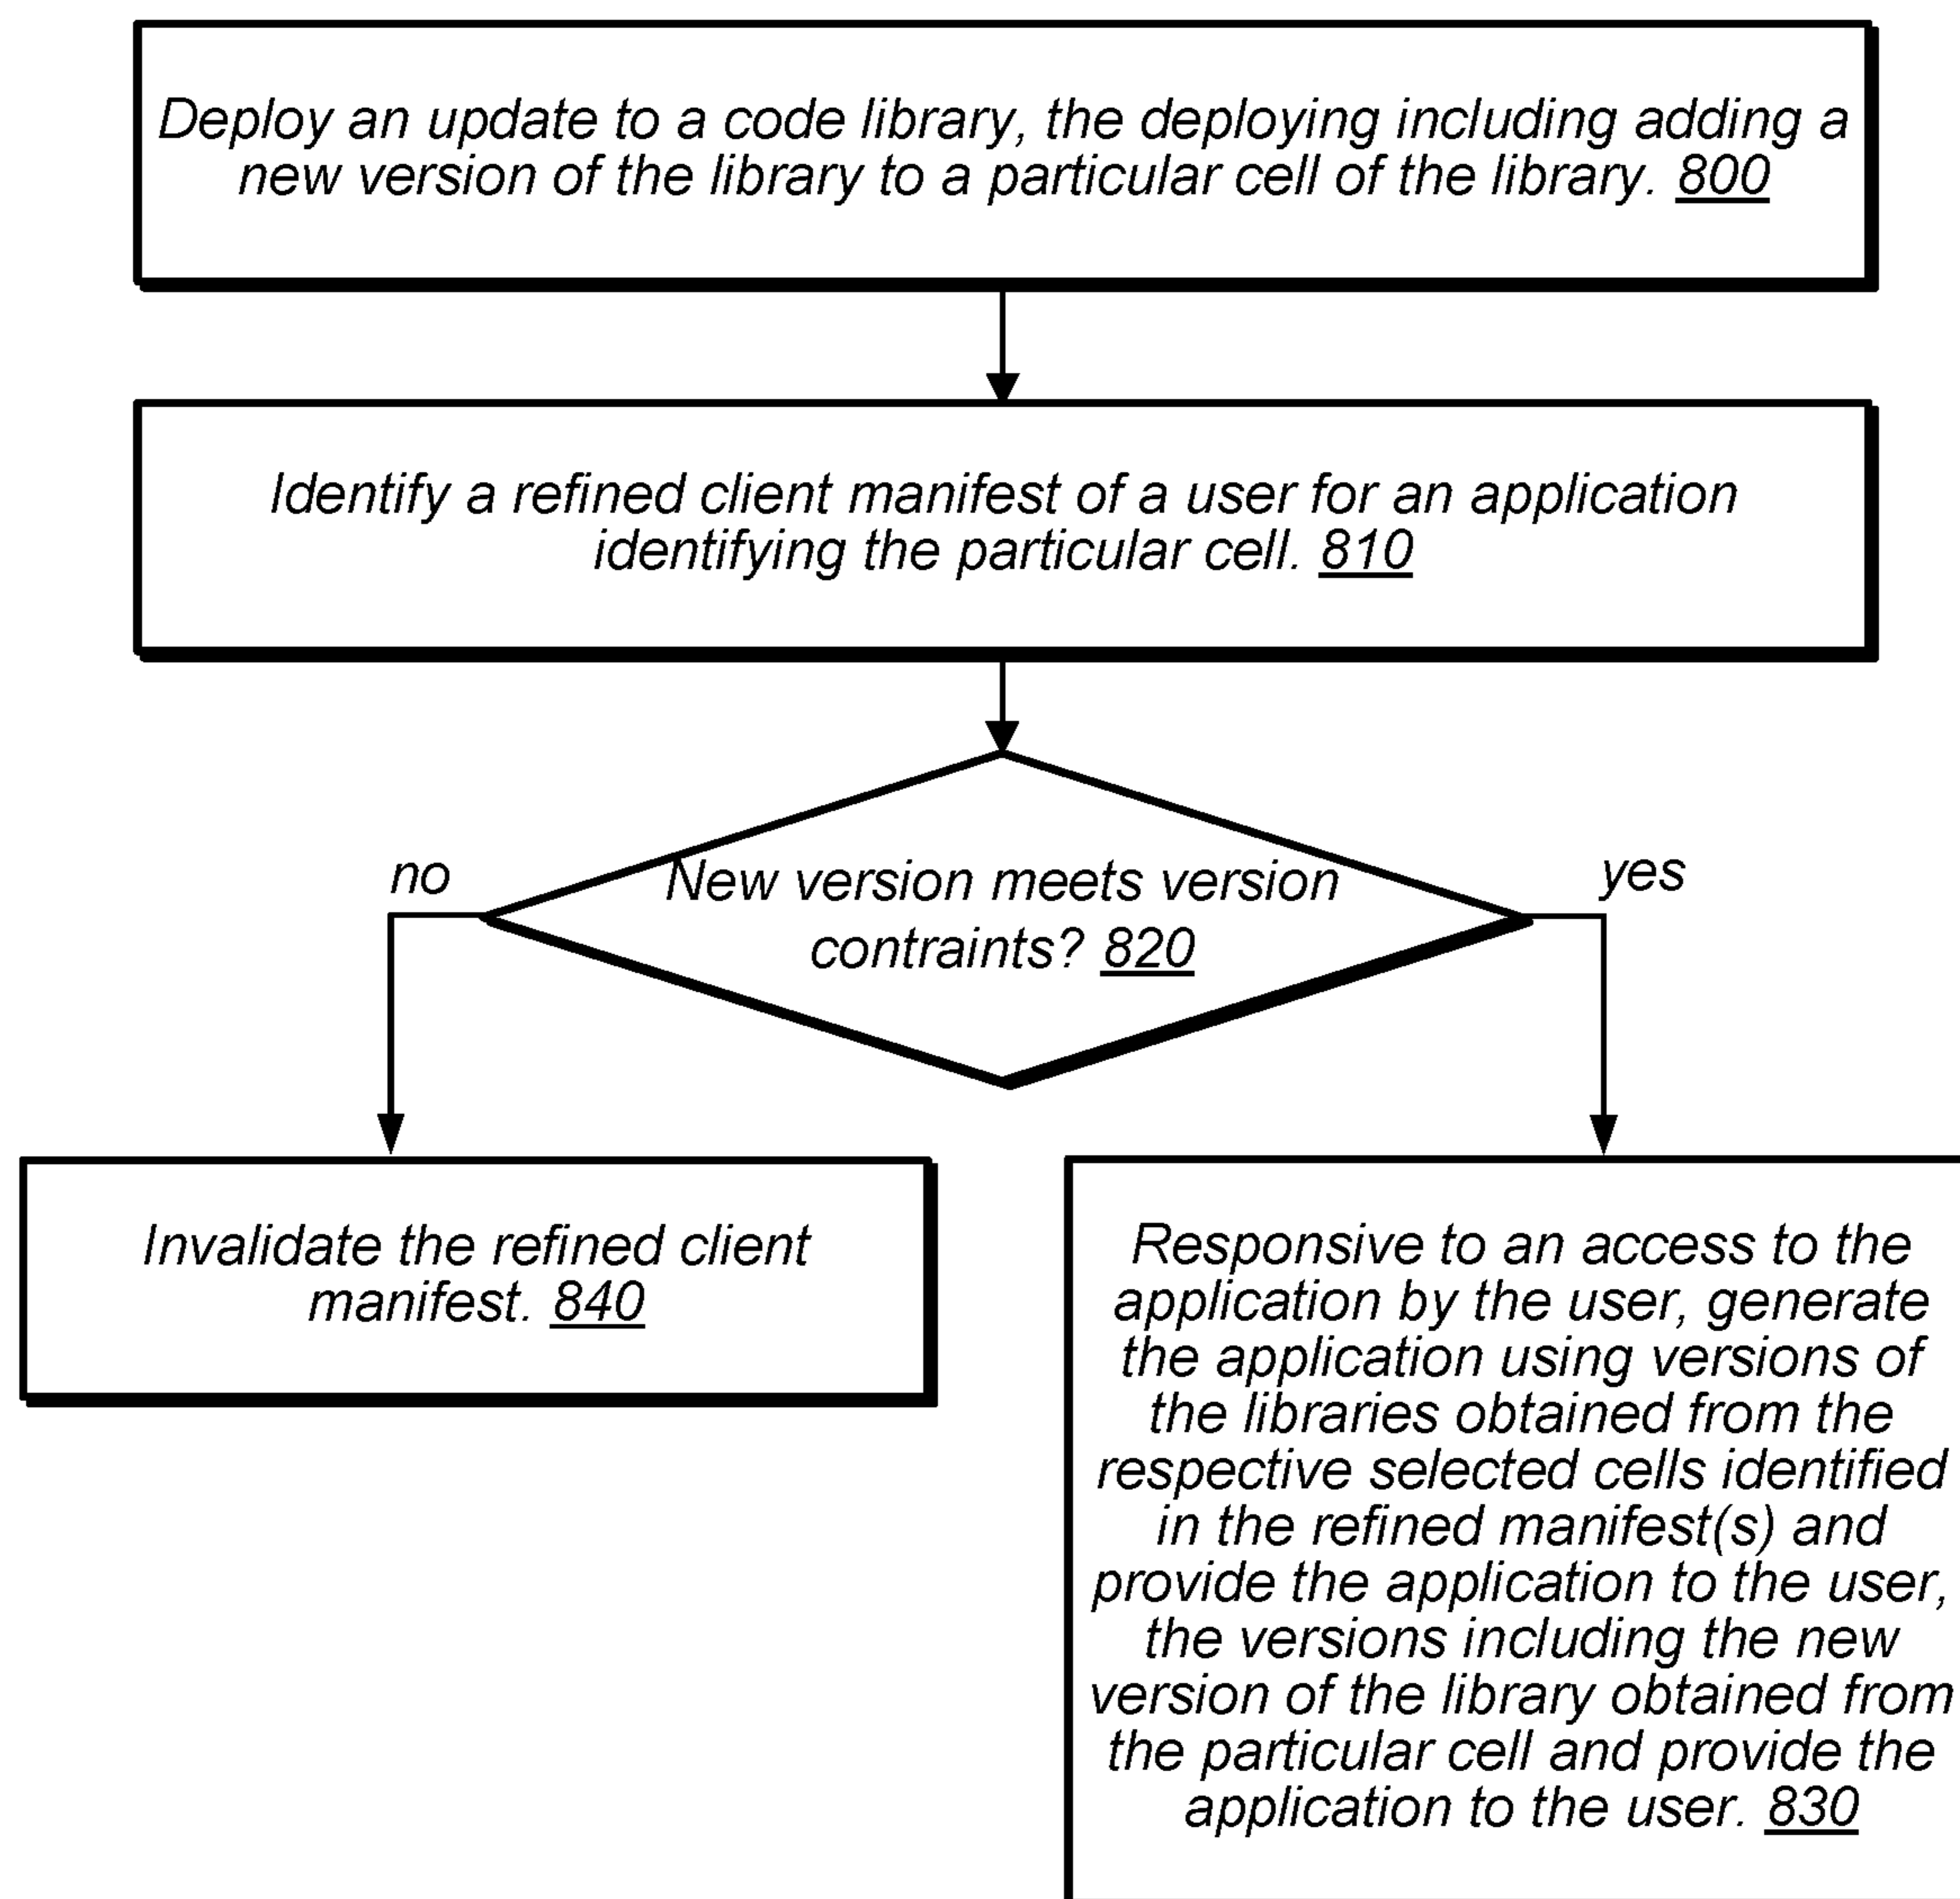 Deploy an update to a code library, the deploying including adding a
new version of the library to a particular cell of the library. 800
Identify a refined client manifest of a user for an application
identifying the particular cell. 810
no
New version meets version
contraints? 820
yes
Invalidate the refined client
manifest. 840
Responsive to an access to the
application by the user, generate
the application using versions of
the libraries obtained from the
respective selected cells identified
in the refined manifest(s) and
provide the application to the user,
the versions including the new
version of the library obtained from
the particular cell and provide the
application to the user. 830